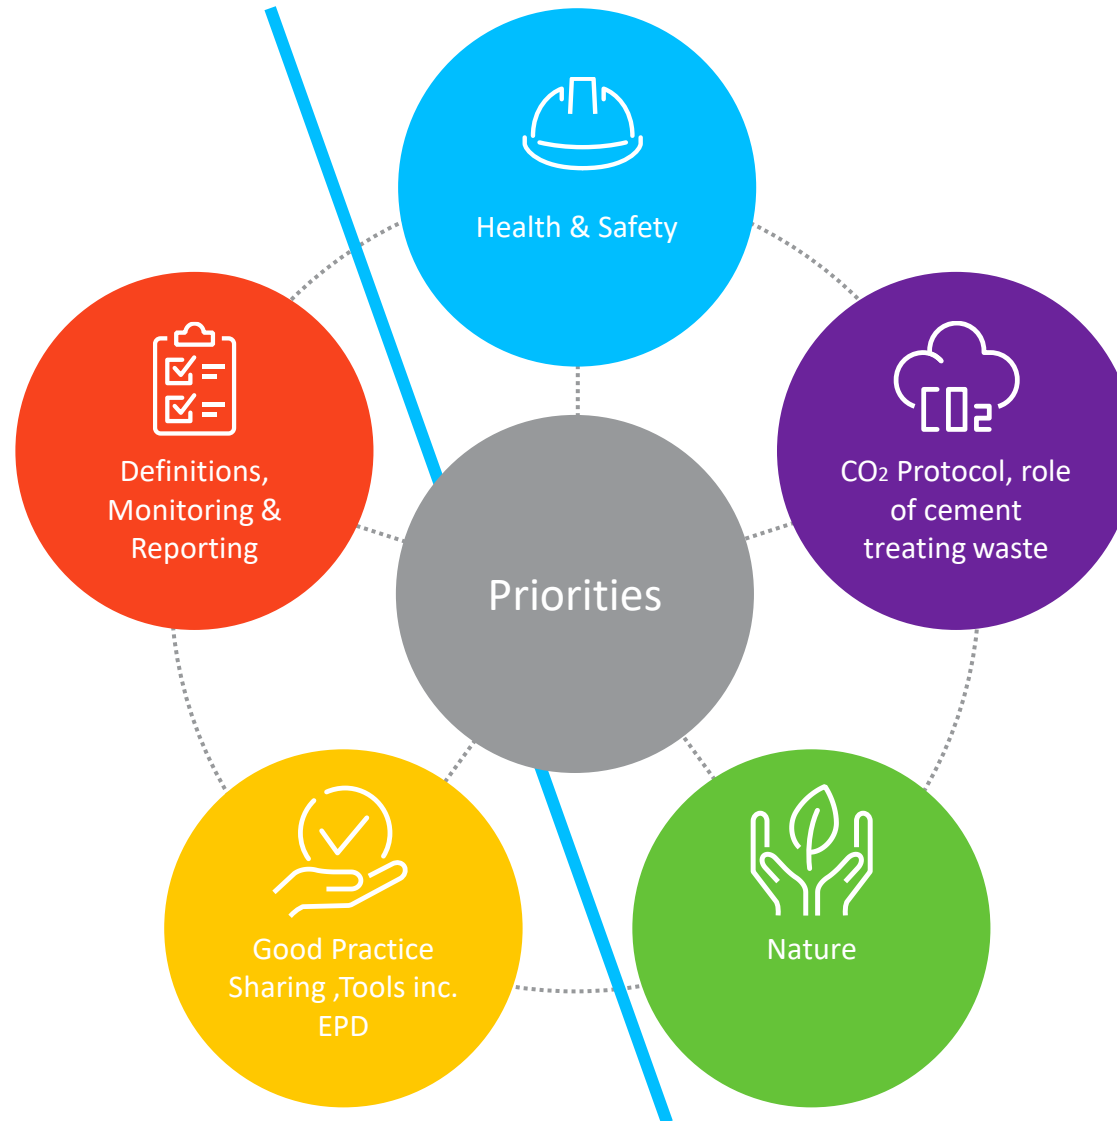 Health & Safety
CO2
CO₂ Protocol, role
of cement
treating waste
Definitions,
Monitoring &
Reporting
Priorities
Good Practice
Sharing ,Tools inc.
EPD
Nature